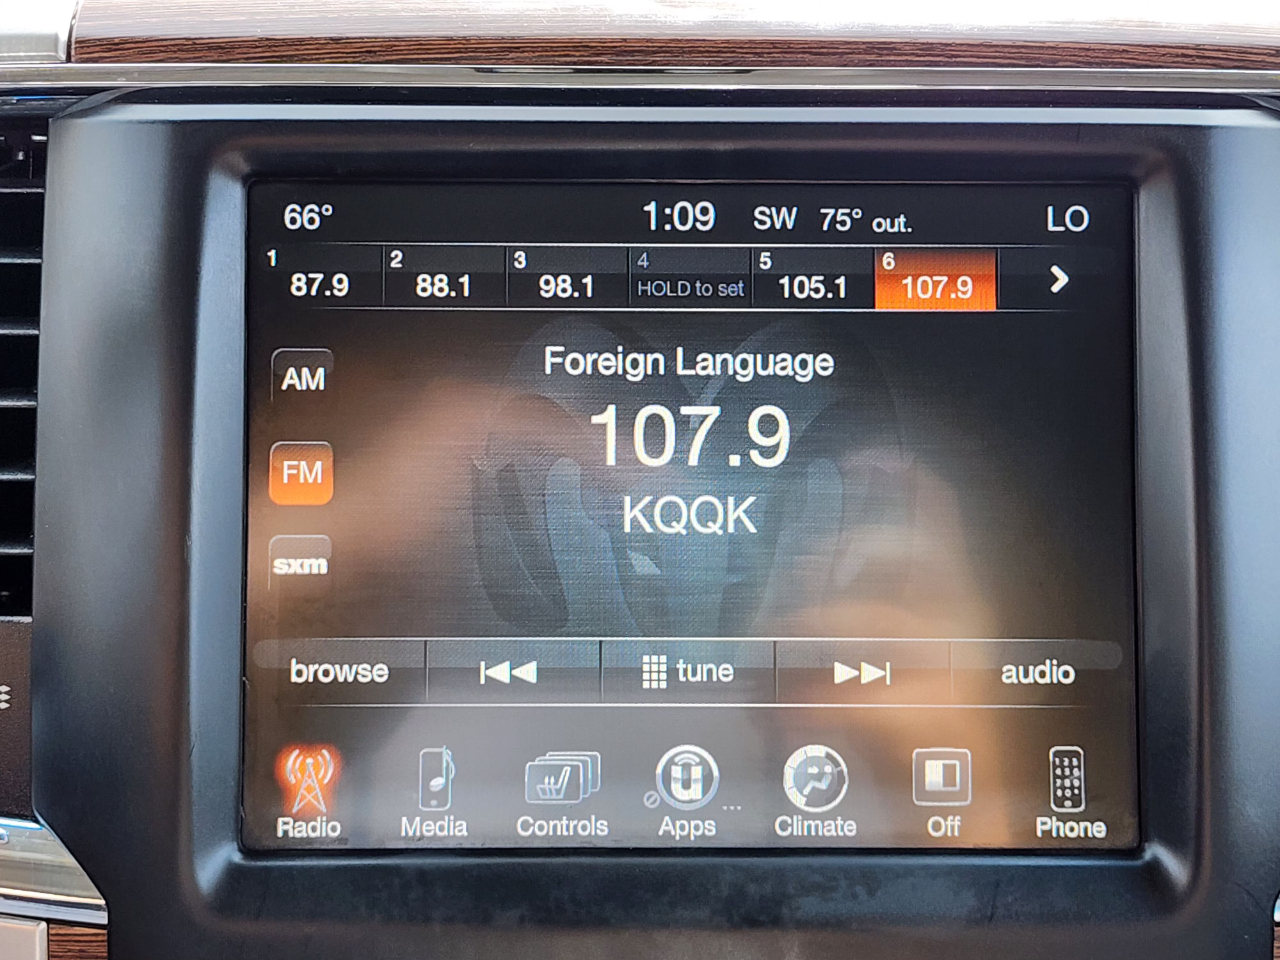 66° 1:09 SW 75° out. LO
1 2 3 4 5 6
87.9 88.1 98.1 HOLD to set 105.1 107.9
AM
Foreign Language
107.9
FM
KQQK
sxm
browse tune audio
Radio Media Controls Apps Climate Off Phone